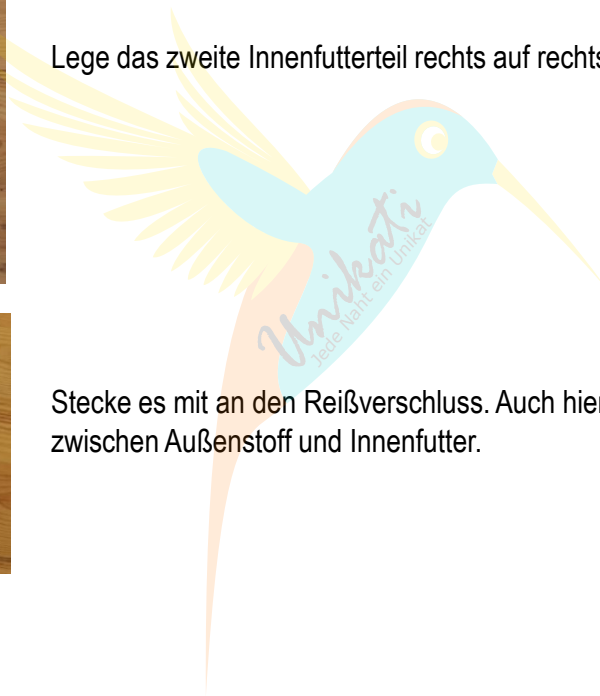 Lege das zweite Innenfutterteil rechts auf rechts
Unikati
Jede Naht ein Unikat
Stecke es mit an den Reißverschluss. Auch hier
zwischen Außenstoff und Innenfutter.